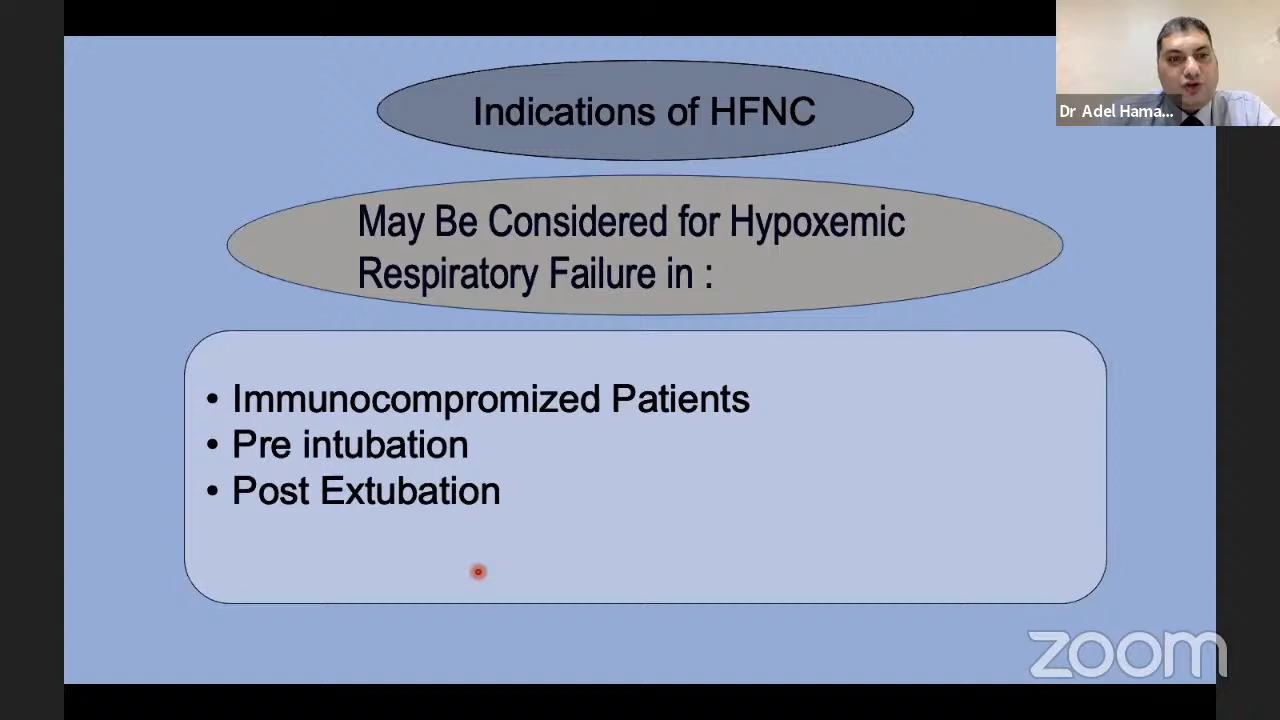 Indications of HFNC
Dr Adel Hama...
May Be Considered for Hypoxemic
Respiratory Failure in :
• Immunocompromized Patients
• Pre intubation
• Post Extubation
zoom